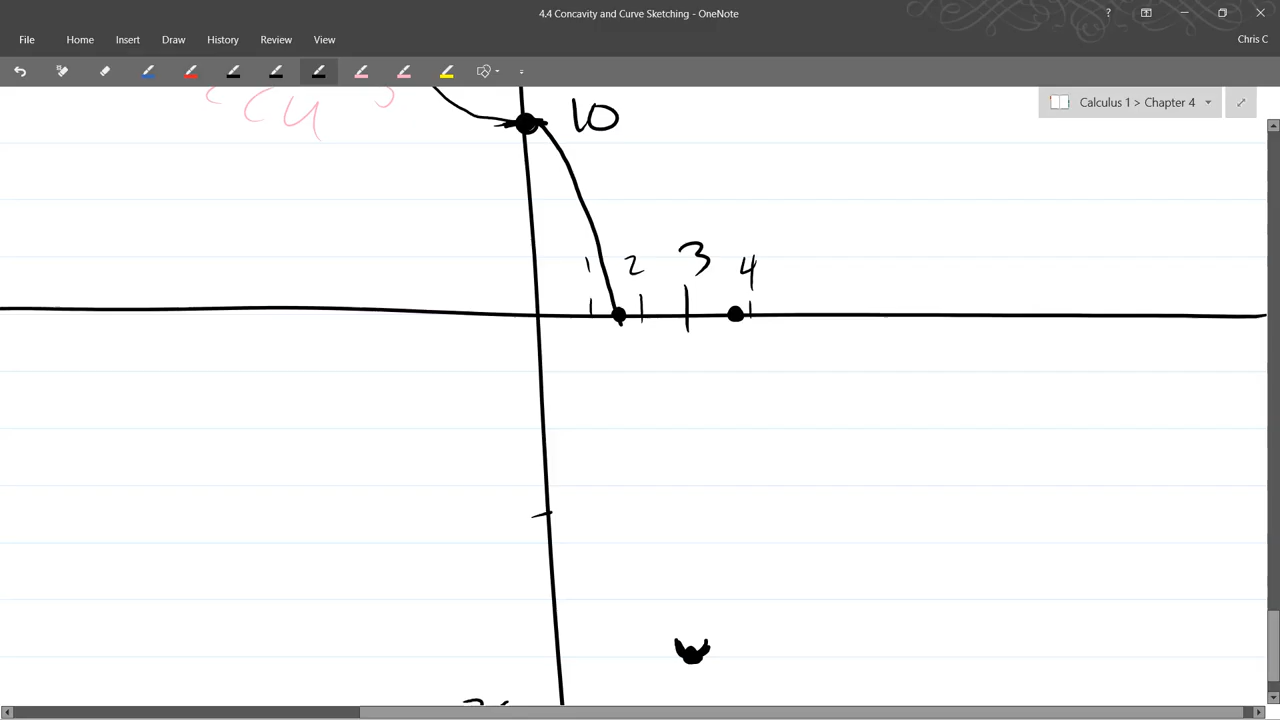 4.4 Concavity and Curve Sketching - OneNote
File Home Insert Draw History Review View
Chris C
Calculus 1 > Chapter 4
10
1 2 3 4